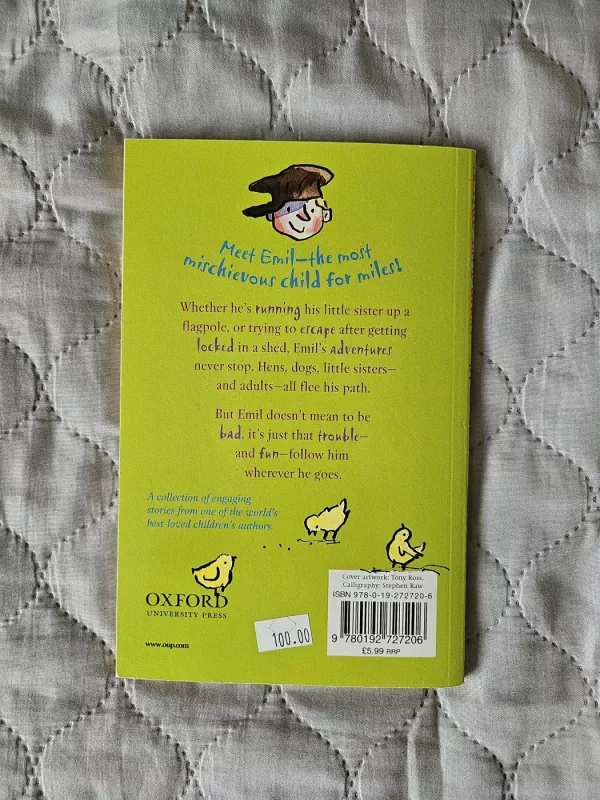 Meet Emil—the most
mischievous child for miles!
Whether he's running his little sister up a
flagpole, or trying to escape after getting
locked in a shed, Emil's adventures
never stop. Hens, dogs, little sisters—
and adults—all flee his path.
But Emil doesn't mean to be
bad, it's just that trouble—
and fun—follow him
wherever he goes.
A collection of engaging
stories from one of the world's
best-loved children's authors.
OXFORD
UNIVERSITY PRESS
www.oup.com
100.00
Cover artwork: Tony Ross,
Calligraphy: Stephen Raw
ISBN 978-0-19-272720-6
9 780192 727206
£5.99 RRP